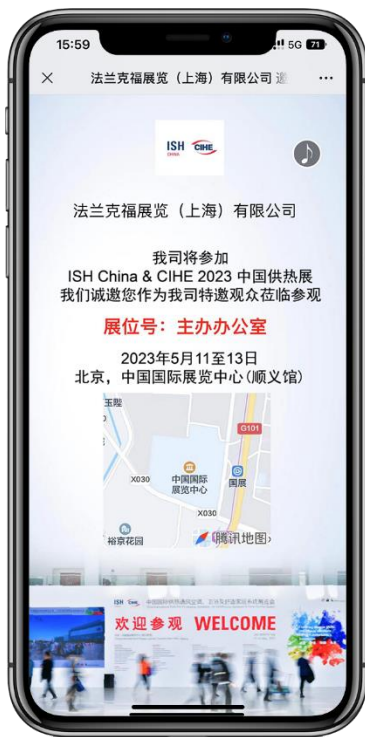 15:59
5G 71
法兰克福展览（上海）有限公司 邀
ISH CIHE
CHINA
法兰克福展览（上海）有限公司
我司将参加
ISH China & CIHE 2023 中国供热展
我们诚邀您作为我司特邀观众莅临参观
展位号：主办办公室
2023年5月11至13日
北京，中国国际展览中心(顺义馆)
玉陛
G101
X030
中国国际
展览中心
国展
X030
裕京花园
腾讯地图
欢迎参观 WELCOME